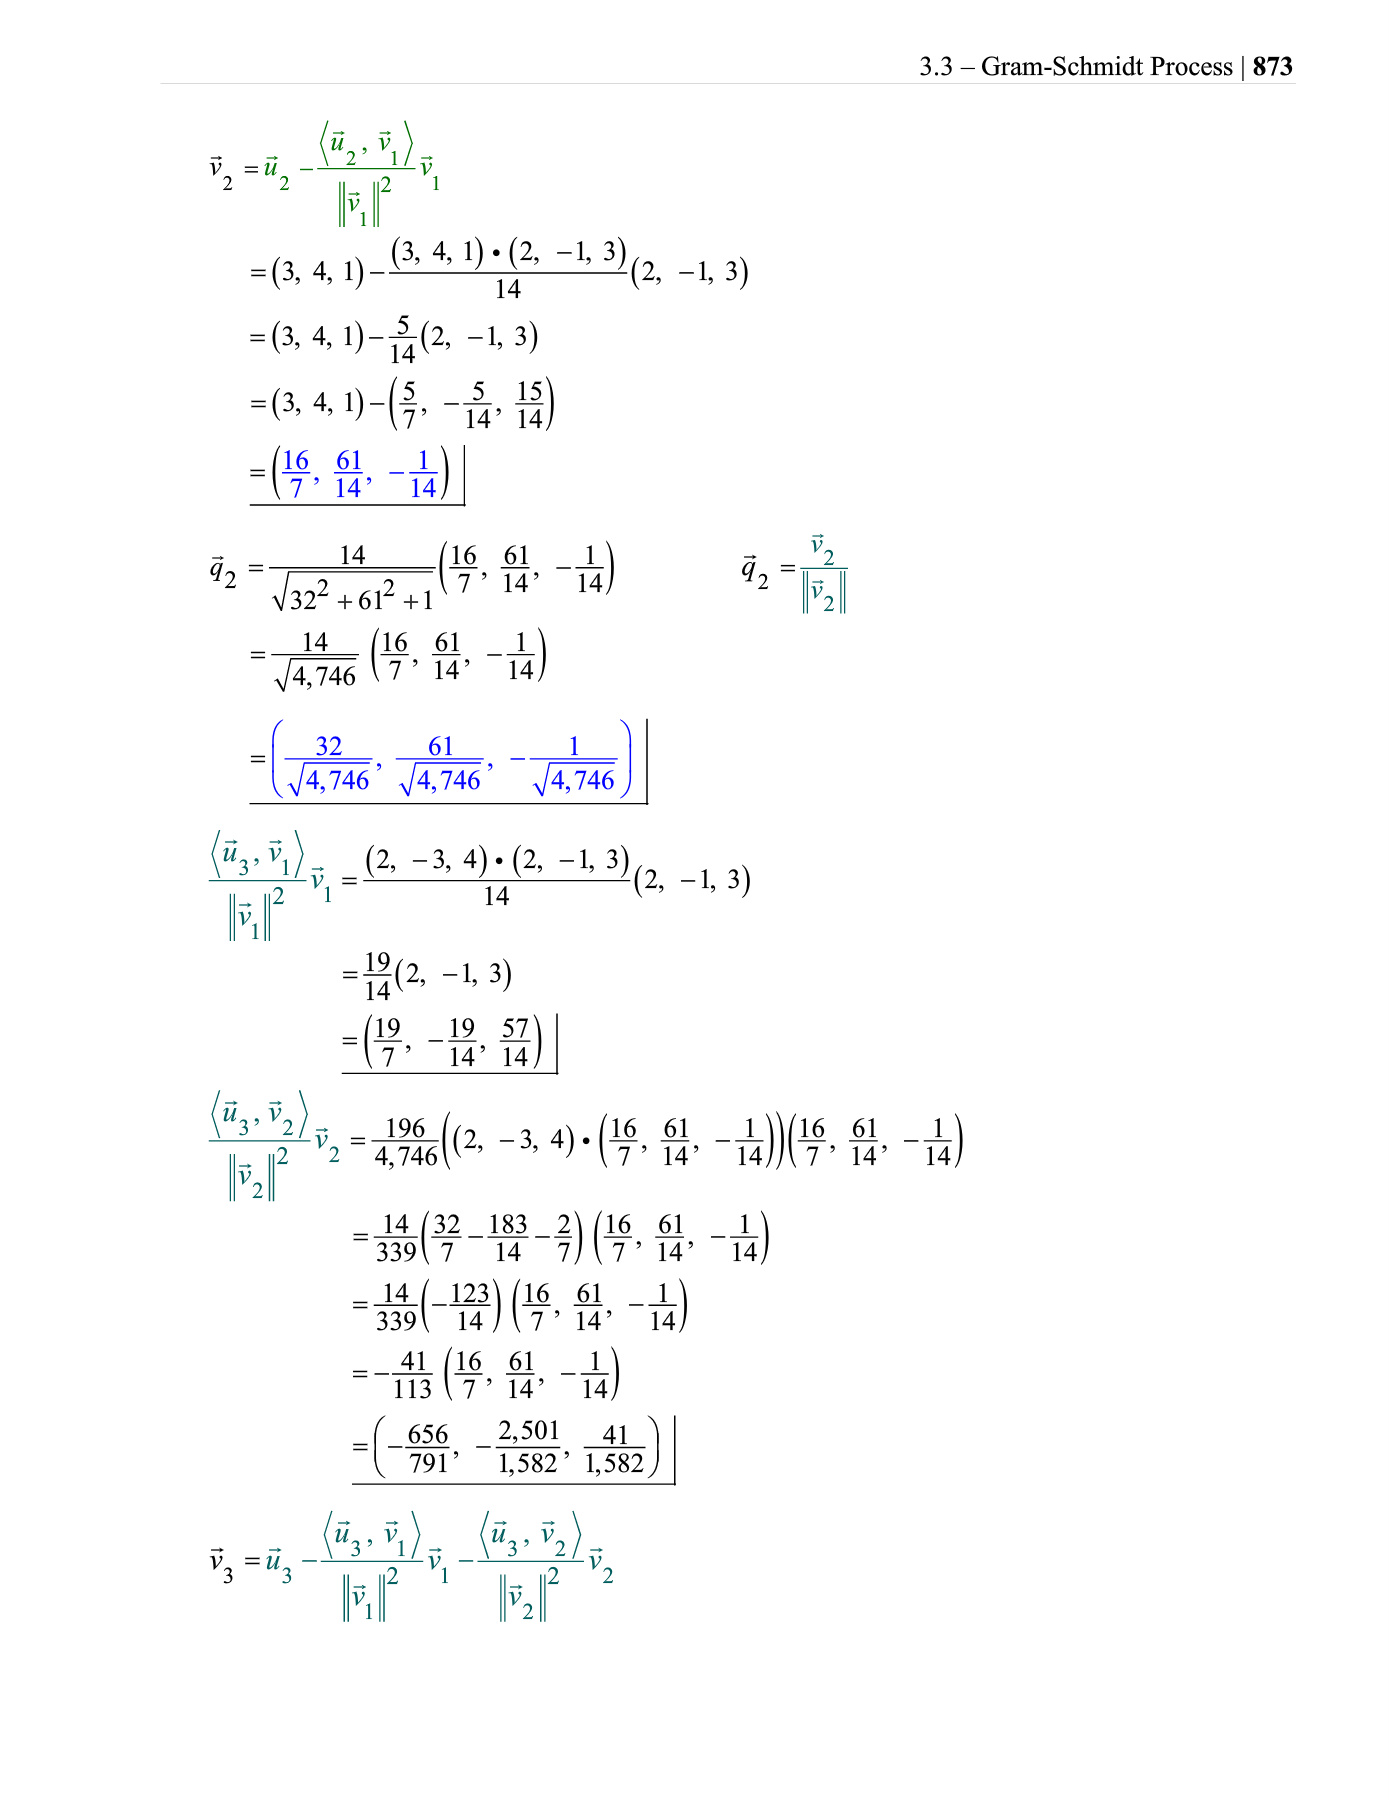 3.3 – Gram-Schmidt Process | 873
$\vec{v}_2 = \vec{u}_2 - \frac{\langle \vec{u}_2, \vec{v}_1 \rangle}{\|\vec{v}_1\|^2} \vec{v}_1$
$= (3, 4, 1) - \frac{(3, 4, 1) \bullet (2, -1, 3)}{14} (2, -1, 3)$
$= (3, 4, 1) - \frac{5}{14} (2, -1, 3)$
$= (3, 4, 1) - \left(\frac{5}{7}, -\frac{5}{14}, \frac{15}{14}\right)$
$= \left(\frac{16}{7}, \frac{61}{14}, -\frac{1}{14}\right)$
$\vec{q}_2 = \frac{14}{\sqrt{32^2 + 61^2 + 1}} \left(\frac{16}{7}, \frac{61}{14}, -\frac{1}{14}\right)$ $\vec{q}_2 = \frac{\vec{v}_2}{\|\vec{v}_2\|}$
$= \frac{14}{\sqrt{4,746}} \left(\frac{16}{7}, \frac{61}{14}, -\frac{1}{14}\right)$
$= \left(\frac{32}{\sqrt{4,746}}, \frac{61}{\sqrt{4,746}}, -\frac{1}{\sqrt{4,746}}\right)$
$\frac{\langle \vec{u}_3, \vec{v}_1 \rangle}{\|\vec{v}_1\|^2} \vec{v}_1 = \frac{(2, -3, 4) \bullet (2, -1, 3)}{14} (2, -1, 3)$
$= \frac{19}{14} (2, -1, 3)$
$= \left(\frac{19}{7}, -\frac{19}{14}, \frac{57}{14}\right)$
$\frac{\langle \vec{u}_3, \vec{v}_2 \rangle}{\|\vec{v}_2\|^2} \vec{v}_2 = \frac{196}{4,746} \left((2, -3, 4) \bullet \left(\frac{16}{7}, \frac{61}{14}, -\frac{1}{14}\right)\right) \left(\frac{16}{7}, \frac{61}{14}, -\frac{1}{14}\right)$
$= \frac{14}{339} \left(\frac{32}{7} - \frac{183}{14} - \frac{2}{7}\right) \left(\frac{16}{7}, \frac{61}{14}, -\frac{1}{14}\right)$
$= \frac{14}{339} \left(-\frac{123}{14}\right) \left(\frac{16}{7}, \frac{61}{14}, -\frac{1}{14}\right)$
$= -\frac{41}{113} \left(\frac{16}{7}, \frac{61}{14}, -\frac{1}{14}\right)$
$= \left(-\frac{656}{791}, -\frac{2,501}{1,582}, \frac{41}{1,582}\right)$
$\vec{v}_3 = \vec{u}_3 - \frac{\langle \vec{u}_3, \vec{v}_1 \rangle}{\|\vec{v}_1\|^2} \vec{v}_1 - \frac{\langle \vec{u}_3, \vec{v}_2 \rangle}{\|\vec{v}_2\|^2} \vec{v}_2$